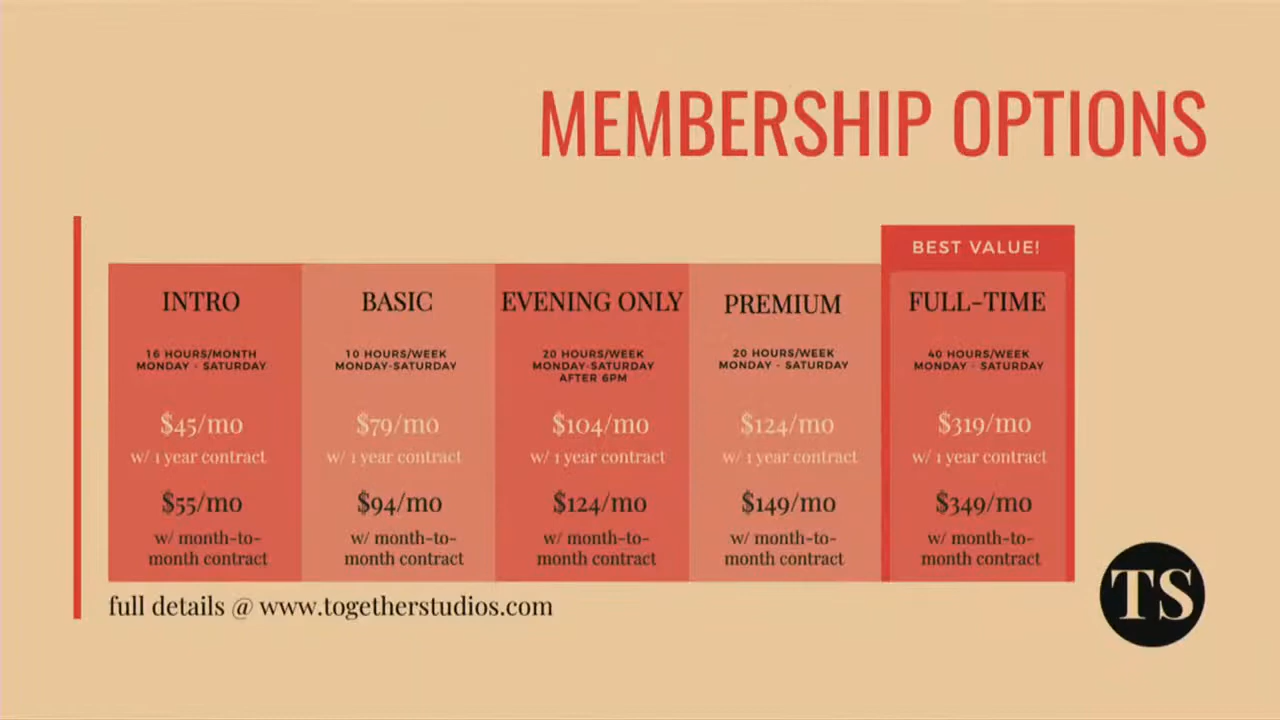 MEMBERSHIP OPTIONS
BEST VALUE!
INTRO
16 HOURS/MONTH
MONDAY - SATURDAY
$45/mo
w/ 1 year contract
$55/mo
w/ month-to-
month contract
BASIC
10 HOURS/WEEK
MONDAY-SATURDAY
$79/mo
w/ 1 year contract
$94/mo
w/ month-to-
month contract
EVENING ONLY
20 HOURS/WEEK
MONDAY-SATURDAY
AFTER 6PM
$104/mo
w/ 1 year contract
$124/mo
w/ month-to-
month contract
PREMIUM
20 HOURS/WEEK
MONDAY - SATURDAY
$124/mo
w/ 1 year contract
$149/mo
w/ month-to-
month contract
FULL-TIME
40 HOURS/WEEK
MONDAY - SATURDAY
$319/mo
w/ 1 year contract
$349/mo
w/ month-to-
month contract
full details @ www.togetherstudios.com
TS